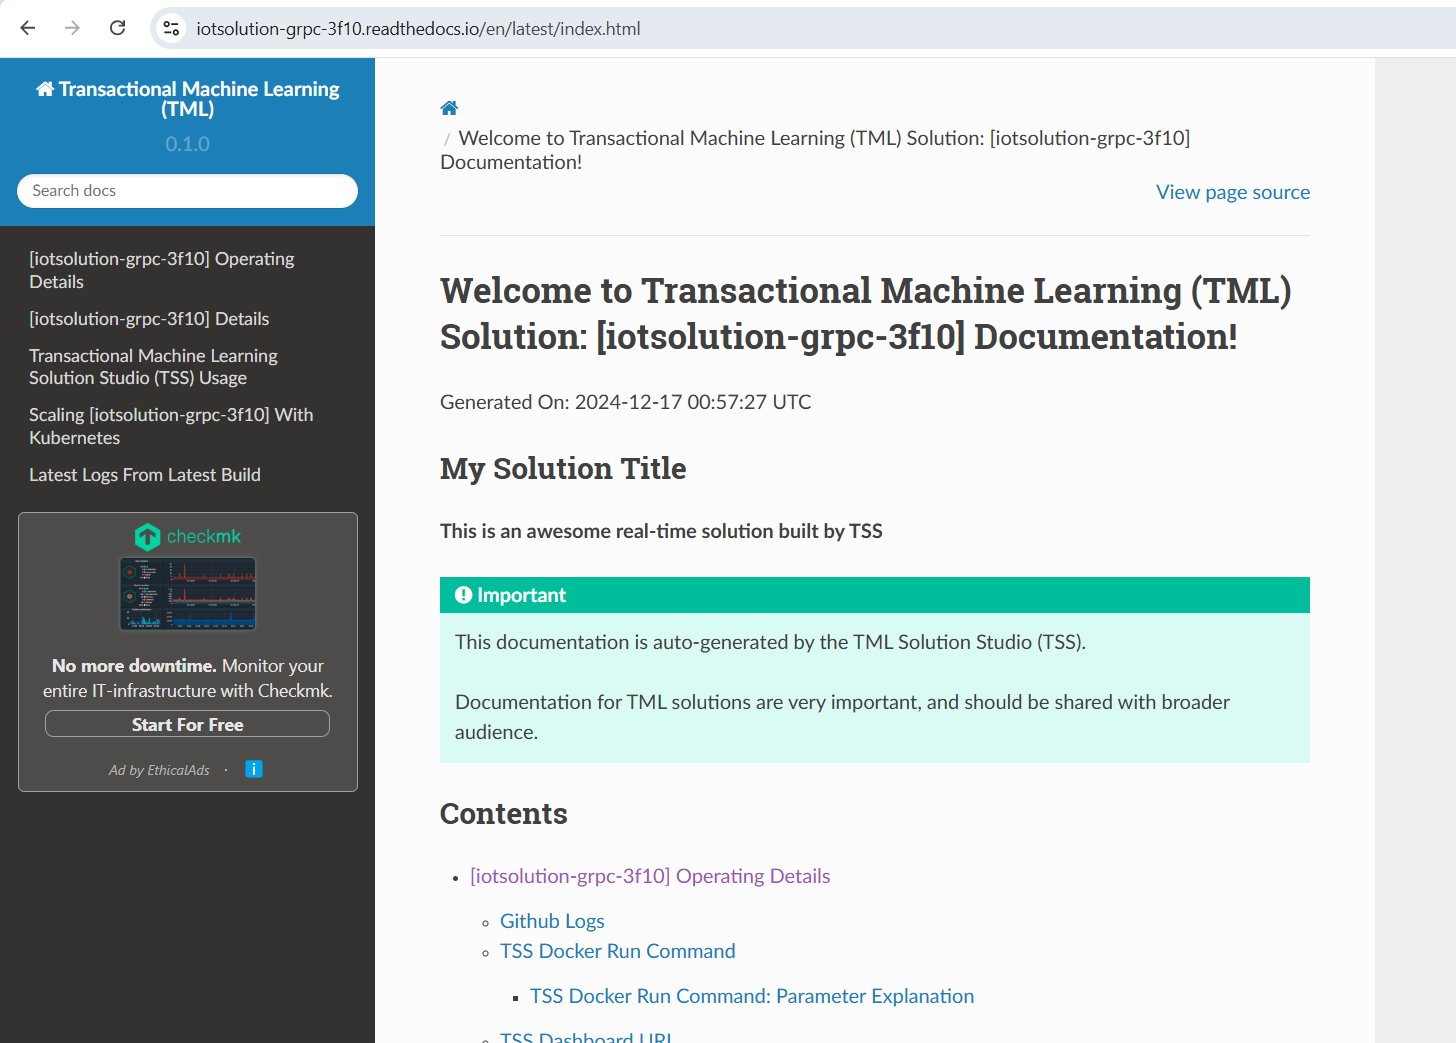 iotsolution-grpc-3f10.readthedocs.io/en/latest/index.html
Transactional Machine Learning
(TML)
0.1.0
Search docs
[iotsolution-grpc-3f10] Operating
Details
[iotsolution-grpc-3f10] Details
Transactional Machine Learning
Solution Studio (TSS) Usage
Scaling [iotsolution-grpc-3f10] With
Kubernetes
Latest Logs From Latest Build
checkmk
No more downtime. Monitor your
entire IT-infrastructure with Checkmk.
Start For Free
Ad by EthicalAds ·
i
/ Welcome to Transactional Machine Learning (TML) Solution: [iotsolution-grpc-3f10]
Documentation!
View page source
Welcome to Transactional Machine Learning (TML)
Solution: [iotsolution-grpc-3f10] Documentation!
Generated On: 2024-12-17 00:57:27 UTC
My Solution Title
This is an awesome real-time solution built by TSS
Important
This documentation is auto-generated by the TML Solution Studio (TSS).
Documentation for TML solutions are very important, and should be shared with broader
audience.
Contents
[iotsolution-grpc-3f10] Operating Details
Github Logs
TSS Docker Run Command
TSS Docker Run Command: Parameter Explanation
TSS Dashboard URL